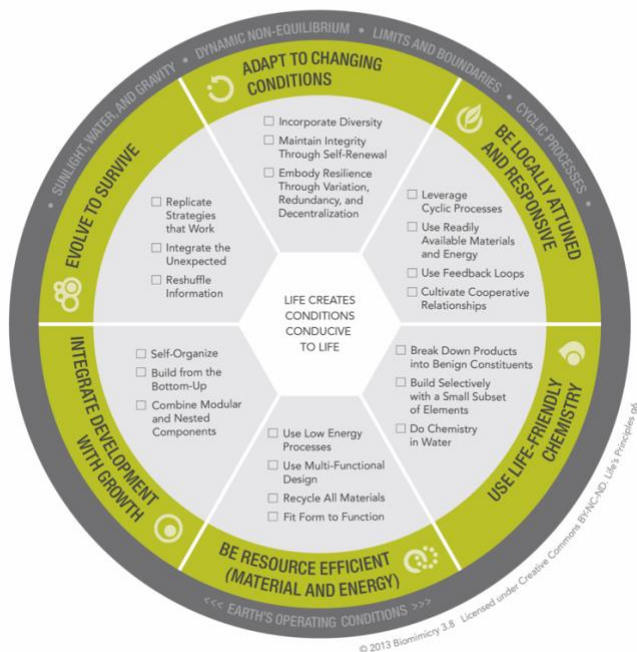 • SUNLIGHT, WATER, AND GRAVITY • DYNAMIC NON-EQUILIBRIUM • LIMITS AND BOUNDARIES • CYCLIC PROCESSES •
ADAPT TO CHANGING
CONDITIONS
Incorporate Diversity
Maintain Integrity
Through Self-Renewal
Embody Resilience
Through Variation,
Redundancy, and
Decentralization
BE LOCALLY ATTUNED
AND RESPONSIVE
Leverage
Cyclic Processes
Use Readily
Available Materials
and Energy
Use Feedback Loops
Cultivate Cooperative
Relationships
USE LIFE-FRIENDLY
CHEMISTRY
Break Down Products
into Benign Constituents
Build Selectively
with a Small Subset
of Elements
Do Chemistry
in Water
BE RESOURCE EFFICIENT
(MATERIAL AND ENERGY)
Use Low Energy
Processes
Use Multi-Functional
Design
Recycle All Materials
Fit Form to Function
INTEGRATE DEVELOPMENT
WITH GROWTH
Self-Organize
Build from the
Bottom-Up
Combine Modular
and Nested
Components
EVOLVE TO SURVIVE
Replicate
Strategies
that Work
Integrate the
Unexpected
Reshuffle
Information
LIFE CREATES
CONDITIONS
CONDUCIVE
TO LIFE
<<< EARTH'S OPERATING CONDITIONS >>>
© 2013 Biomimicry 3.8 Licensed under Creative Commons BY-NC-ND. Life's Principles